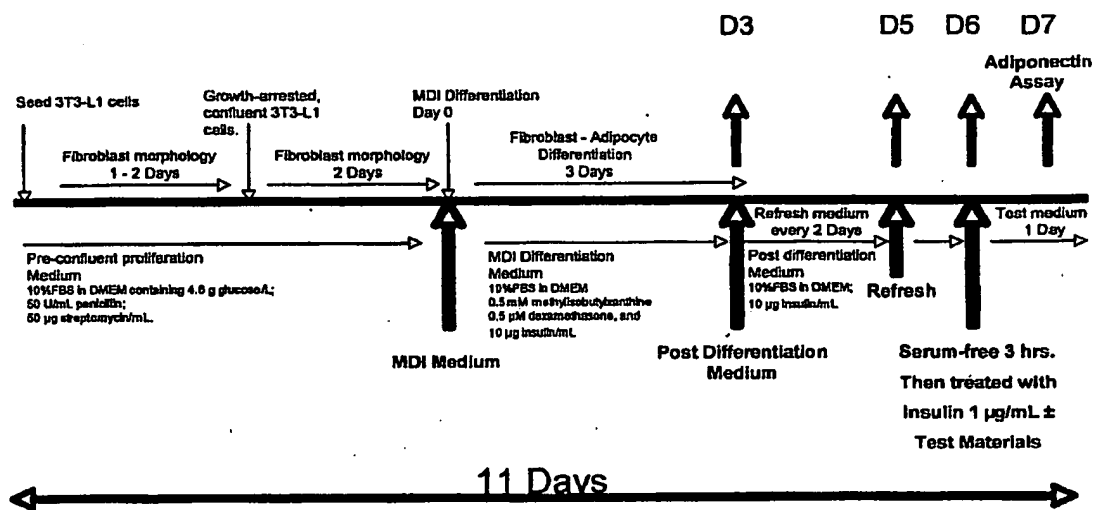 D3
D5
D6
D7
Adiponectin
Assay
Seed 3T3-L1 cells
Growth-arrested,
confluent 3T3-L1
cells.
MDI Differentiation
Day 0
Fibroblast morphology
1 - 2 Days
Fibroblast morphology
2 Days
Fibroblast - Adipocyte
Differentiation
3 Days
Pre-confluent proliferation
Medium
10%FBS in DMEM containing 4.5 g glucose/L;
50 U/mL penicillin;
50 µg streptomycin/mL.
MDI Medium
MDI Differentiation
Medium
10%FBS in DMEM
0.5 mM methylisobutylxanthine
0.5 µM dexamethasone, and
10 µg insulin/mL
Refresh medium
every 2 Days
Post differentiation
Medium
10%FBS in DMEM;
10 µg insulin/mL
Post Differentiation
Medium
Refresh
Test medium
1 Day
Serum-free 3 hrs.
Then treated with
Insulin 1 µg/mL ±
Test Materials
11 Days